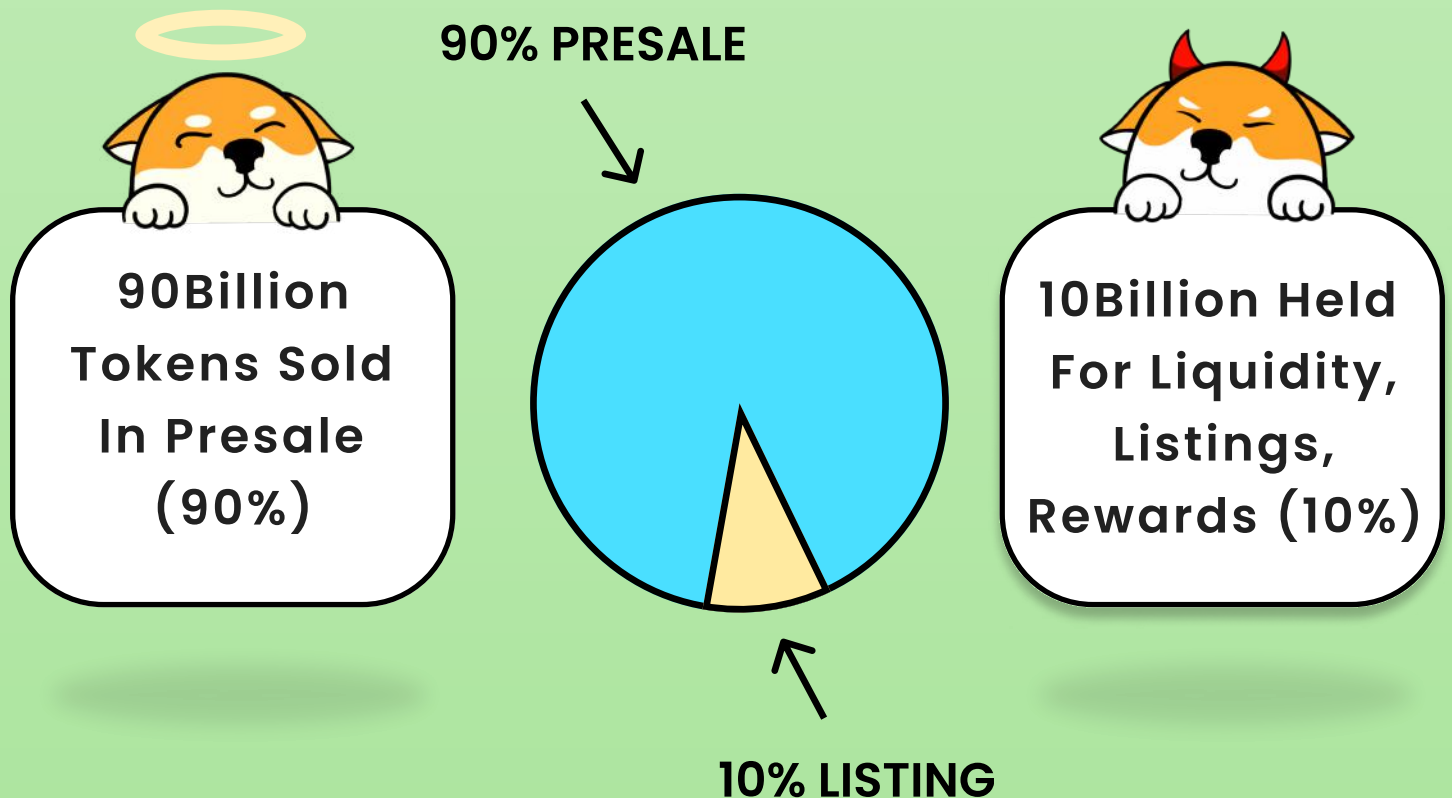 90% PRESALE
90Billion
Tokens Sold
In Presale
(90%)
10Billion Held
For Liquidity,
Listings,
Rewards (10%)
10% LISTING